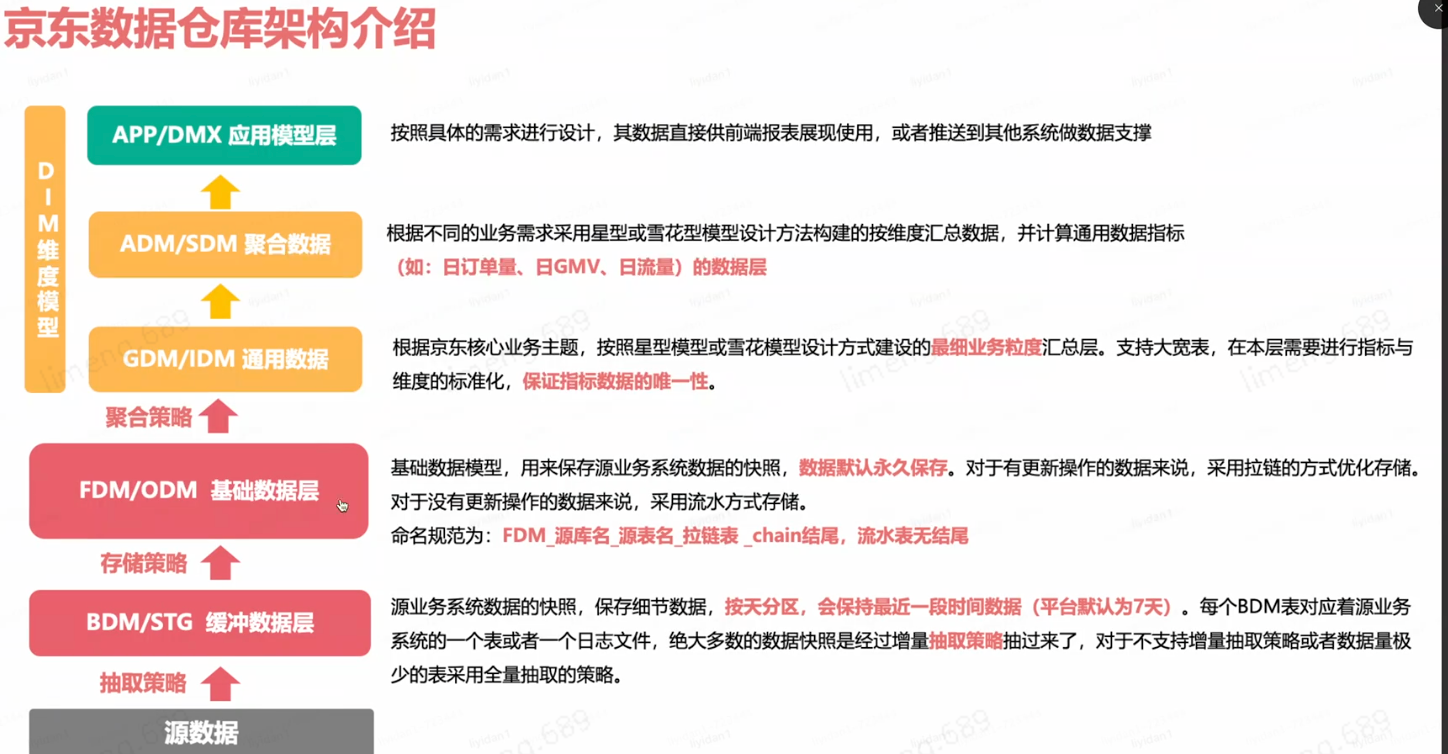 京东数据仓库架构介绍
DIM维度模型
APP/DMX 应用模型层
按照具体的需求进行设计，其数据直接供前端报表展现使用，或者推送到其他系统做数据支撑
ADM/SDM 聚合数据
根据不同的业务需求采用星型或雪花型模型设计方法构建的按维度汇总数据，并计算通用数据指标
（如：日订单量、日GMV、日流量）的数据层
GDM/IDM 通用数据
根据京东核心业务主题，按照星型模型或雪花模型设计方式建设的最细业务粒度汇总层。支持大宽表，在本层需要进行指标与
维度的标准化，保证指标数据的唯一性。
聚合策略
FDM/ODM 基础数据层
基础数据模型，用来保存源业务系统数据的快照，数据默认永久保存。对于有更新操作的数据来说，采用拉链的方式优化存储。
对于没有更新操作的数据来说，采用流水方式存储。
命名规范为：FDM_源库名_源表名_拉链表 _chain结尾，流水表无结尾
存储策略
BDM/STG 缓冲数据层
源业务系统数据的快照，保存细节数据，按天分区，会保持最近一段时间数据（平台默认为7天）。每个BDM表对应着源业务
系统的一个表或者一个日志文件，绝大多数的数据快照是经过增量抽取策略抽过来了，对于不支持增量抽取策略或者数据量极
少的表采用全量抽取的策略。
抽取策略
源数据
limeng.689
liyidan1